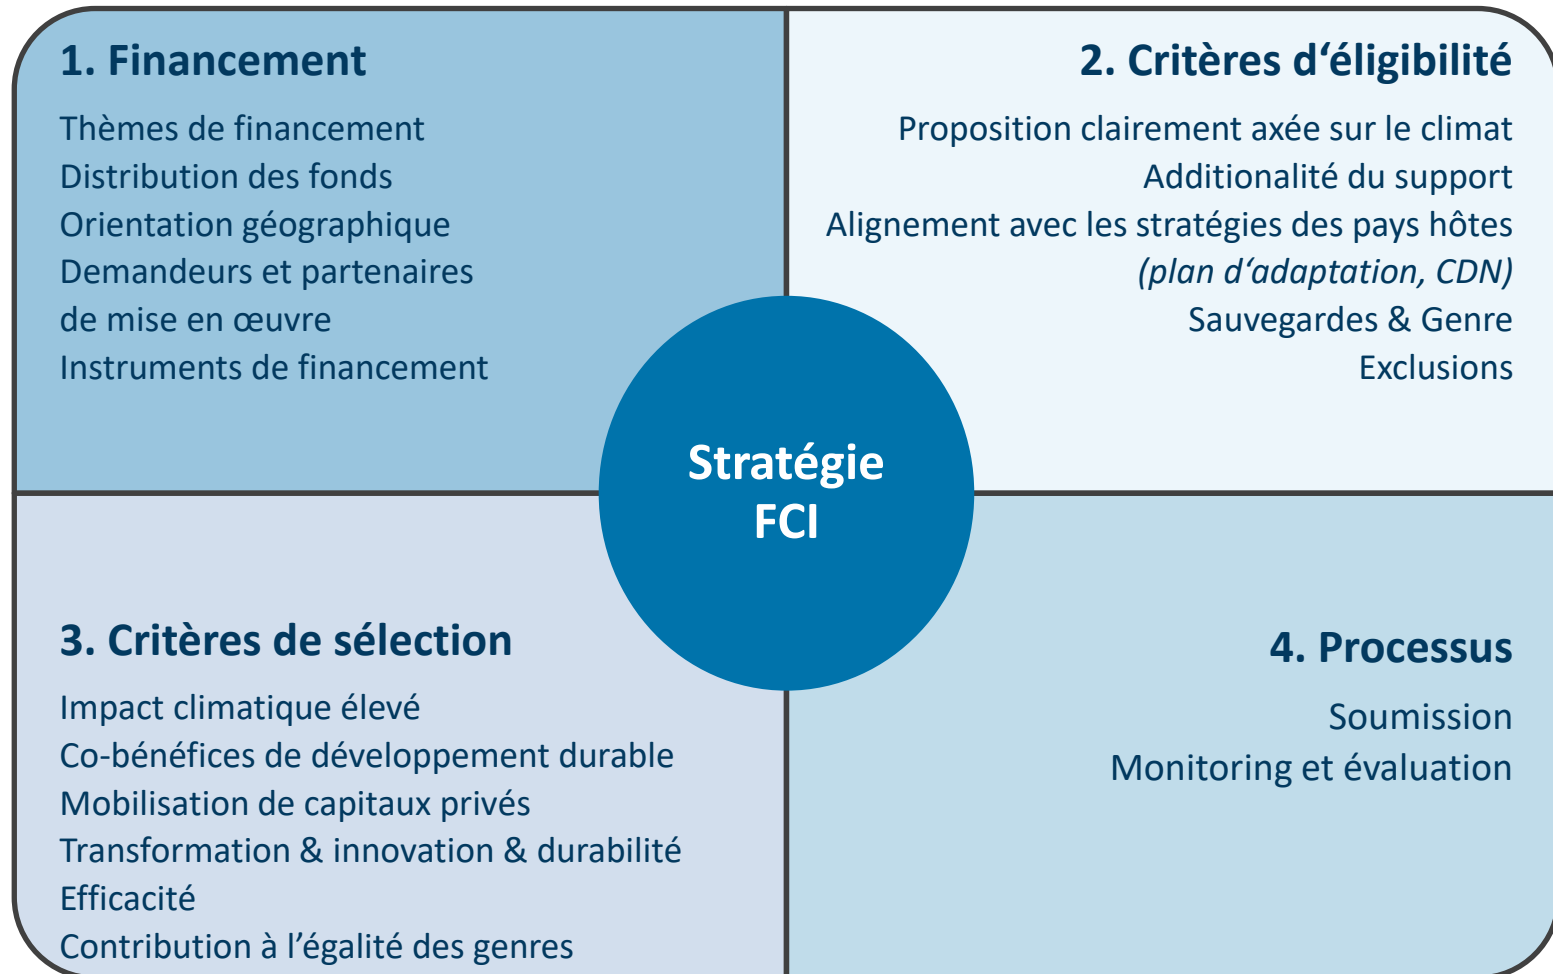 1. Financement
Thèmes de financement
Distribution des fonds
Orientation géographique
Demandeurs et partenaires
de mise en œuvre
Instruments de financement
2. Critères d‘éligibilité
Proposition clairement axée sur le climat
Additionalité du support
Alignement avec les stratégies des pays hôtes
(plan d‘adaptation, CDN)
Sauvegardes & Genre
Exclusions
Stratégie
FCI
3. Critères de sélection
Impact climatique élevé
Co-bénéfices de développement durable
Mobilisation de capitaux privés
Transformation & innovation & durabilité
Efficacité
Contribution à l’égalité des genres
4. Processus
Soumission
Monitoring et évaluation